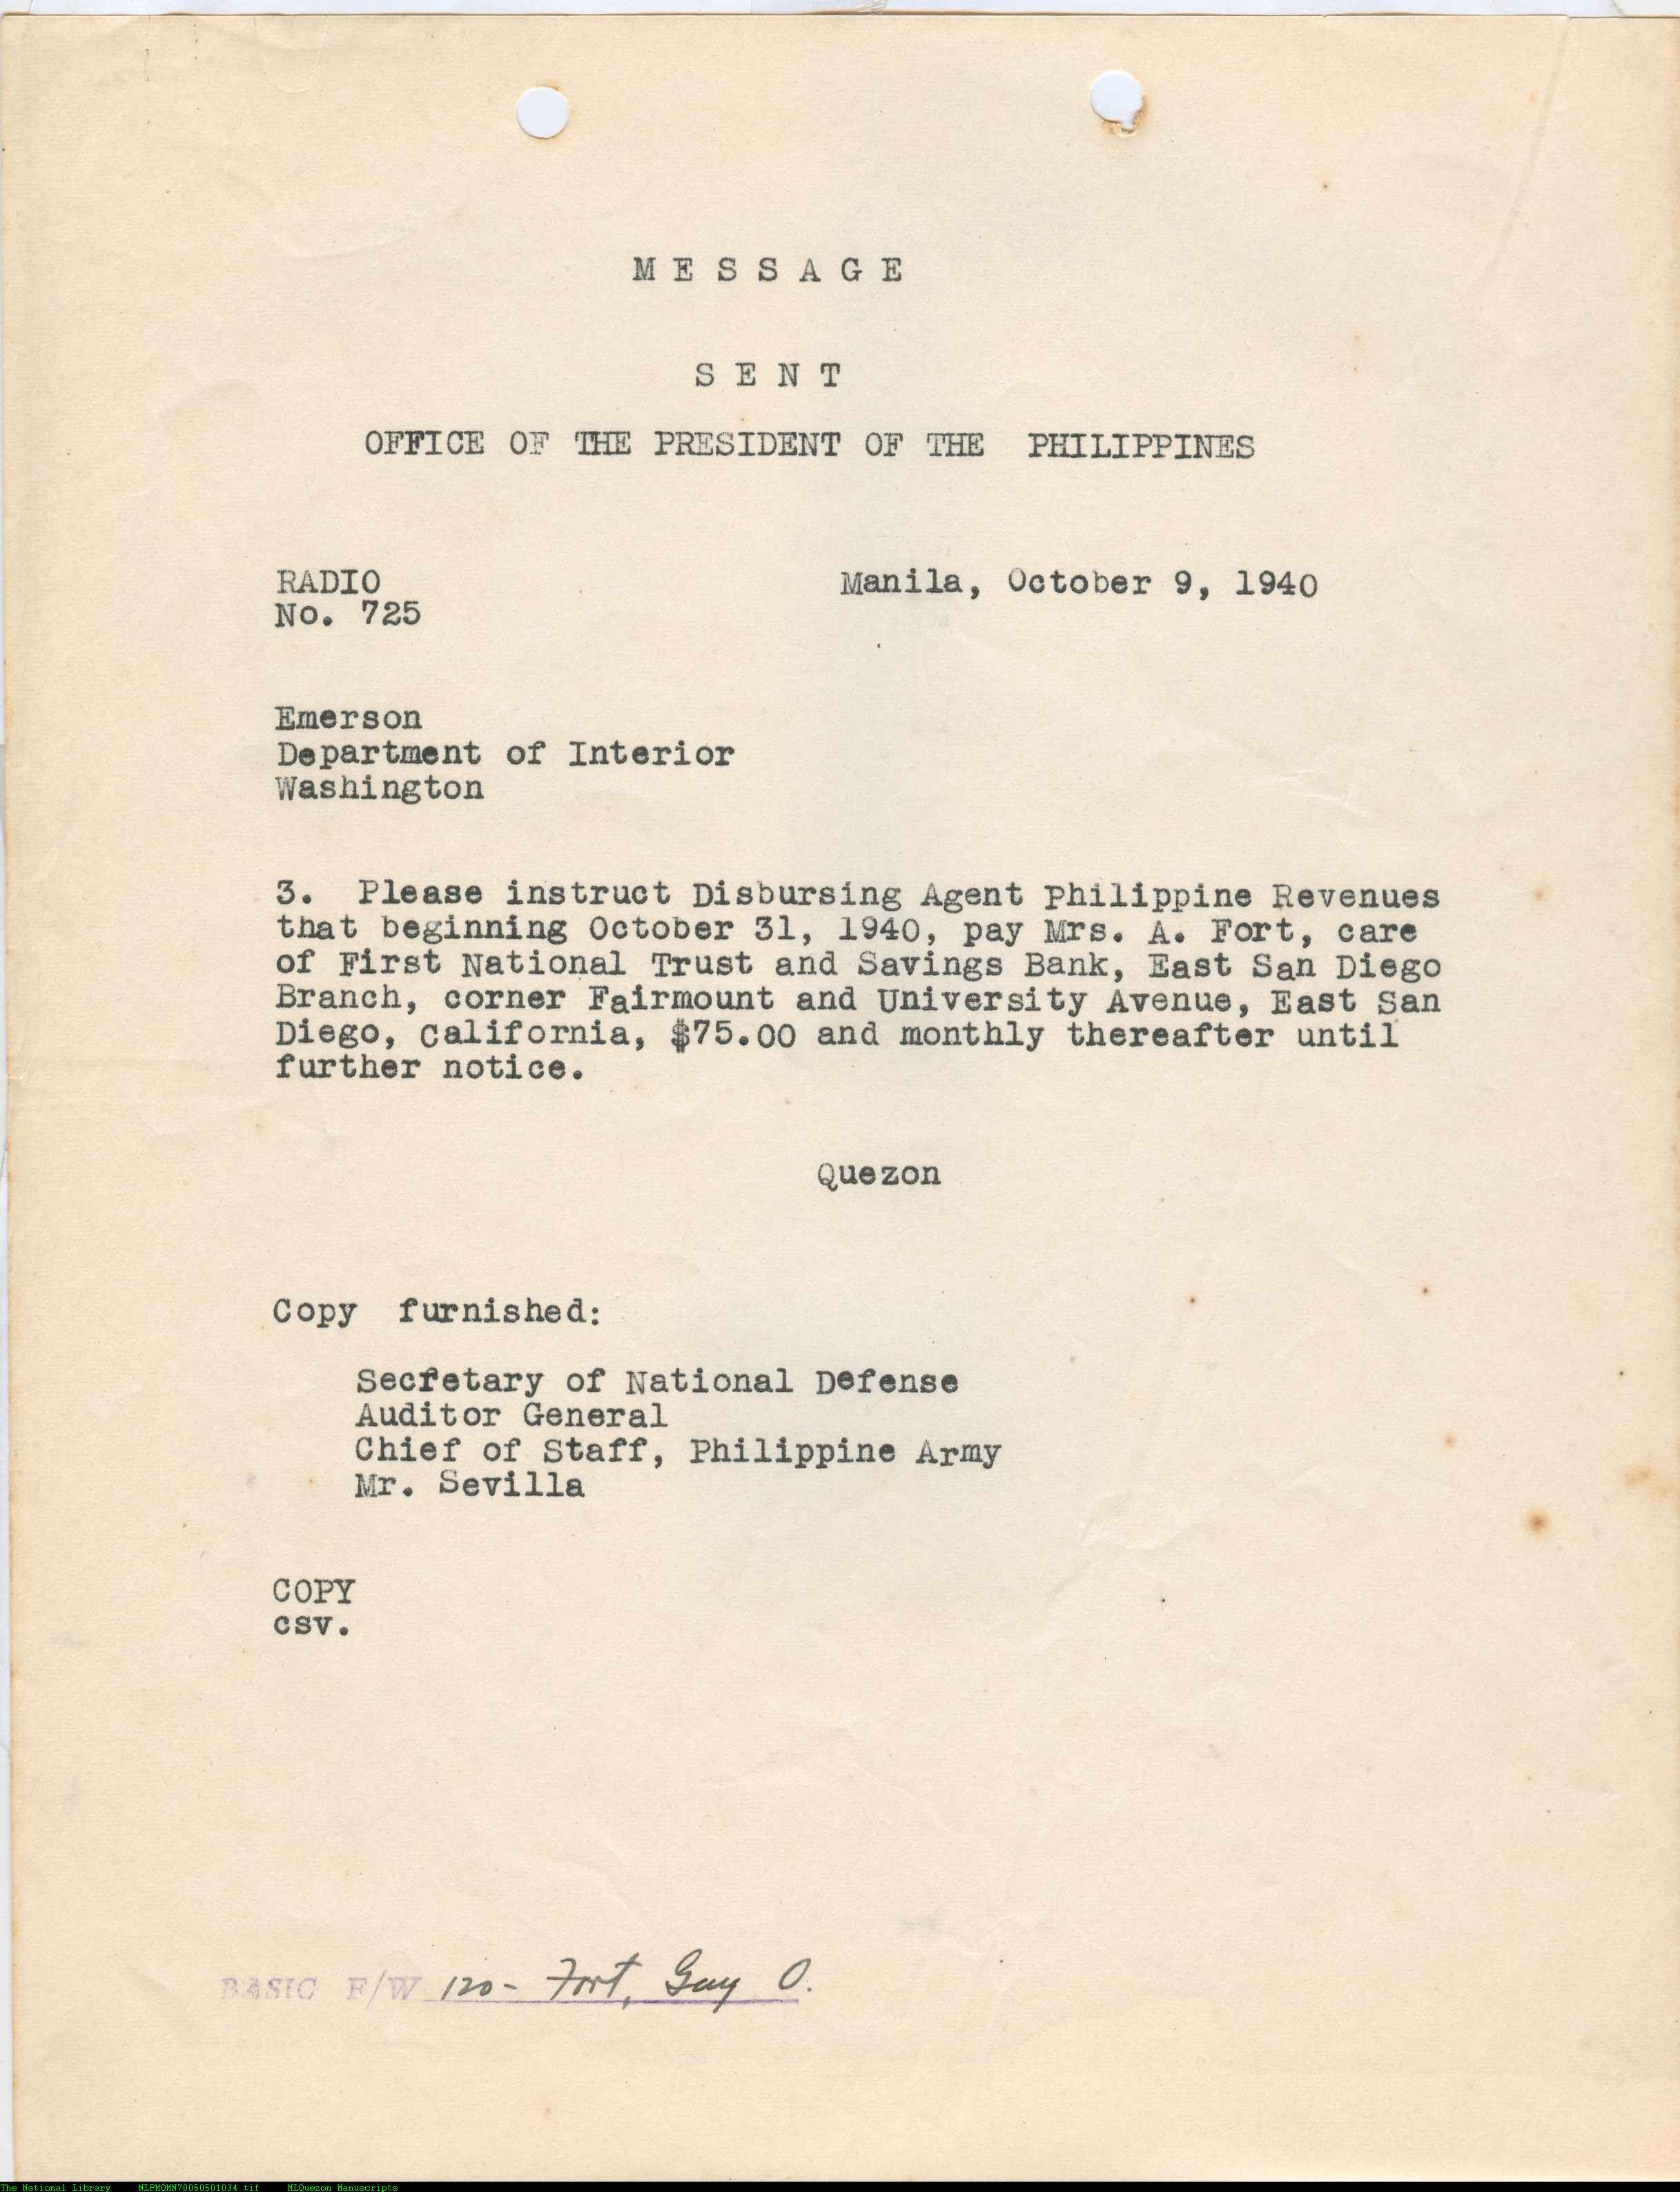 MESSAGE
SENT
OFFICE OF THE PRESIDENT OF THE PHILIPPINES
RADIO Manila, October 9, 1940
No. 725
Emerson
Department of Interior
Washington
3. Please instruct Disbursing Agent Philippine Revenues
that beginning October 31, 1940, pay Mrs. A. Fort, care
of First National Trust and Savings Bank, East San Diego
Branch, corner Fairmount and University Avenue, East San
Diego, California, $75.00 and monthly thereafter until
further notice.
Quezon
Copy furnished:
Secretary of National Defense
Auditor General
Chief of Staff, Philippine Army
Mr. Sevilla
COPY
csv.
BASIC F/W 120- Fort, Guy O.
The National Library NLPMQMN70050501034.tif MLQuezon Manuscripts